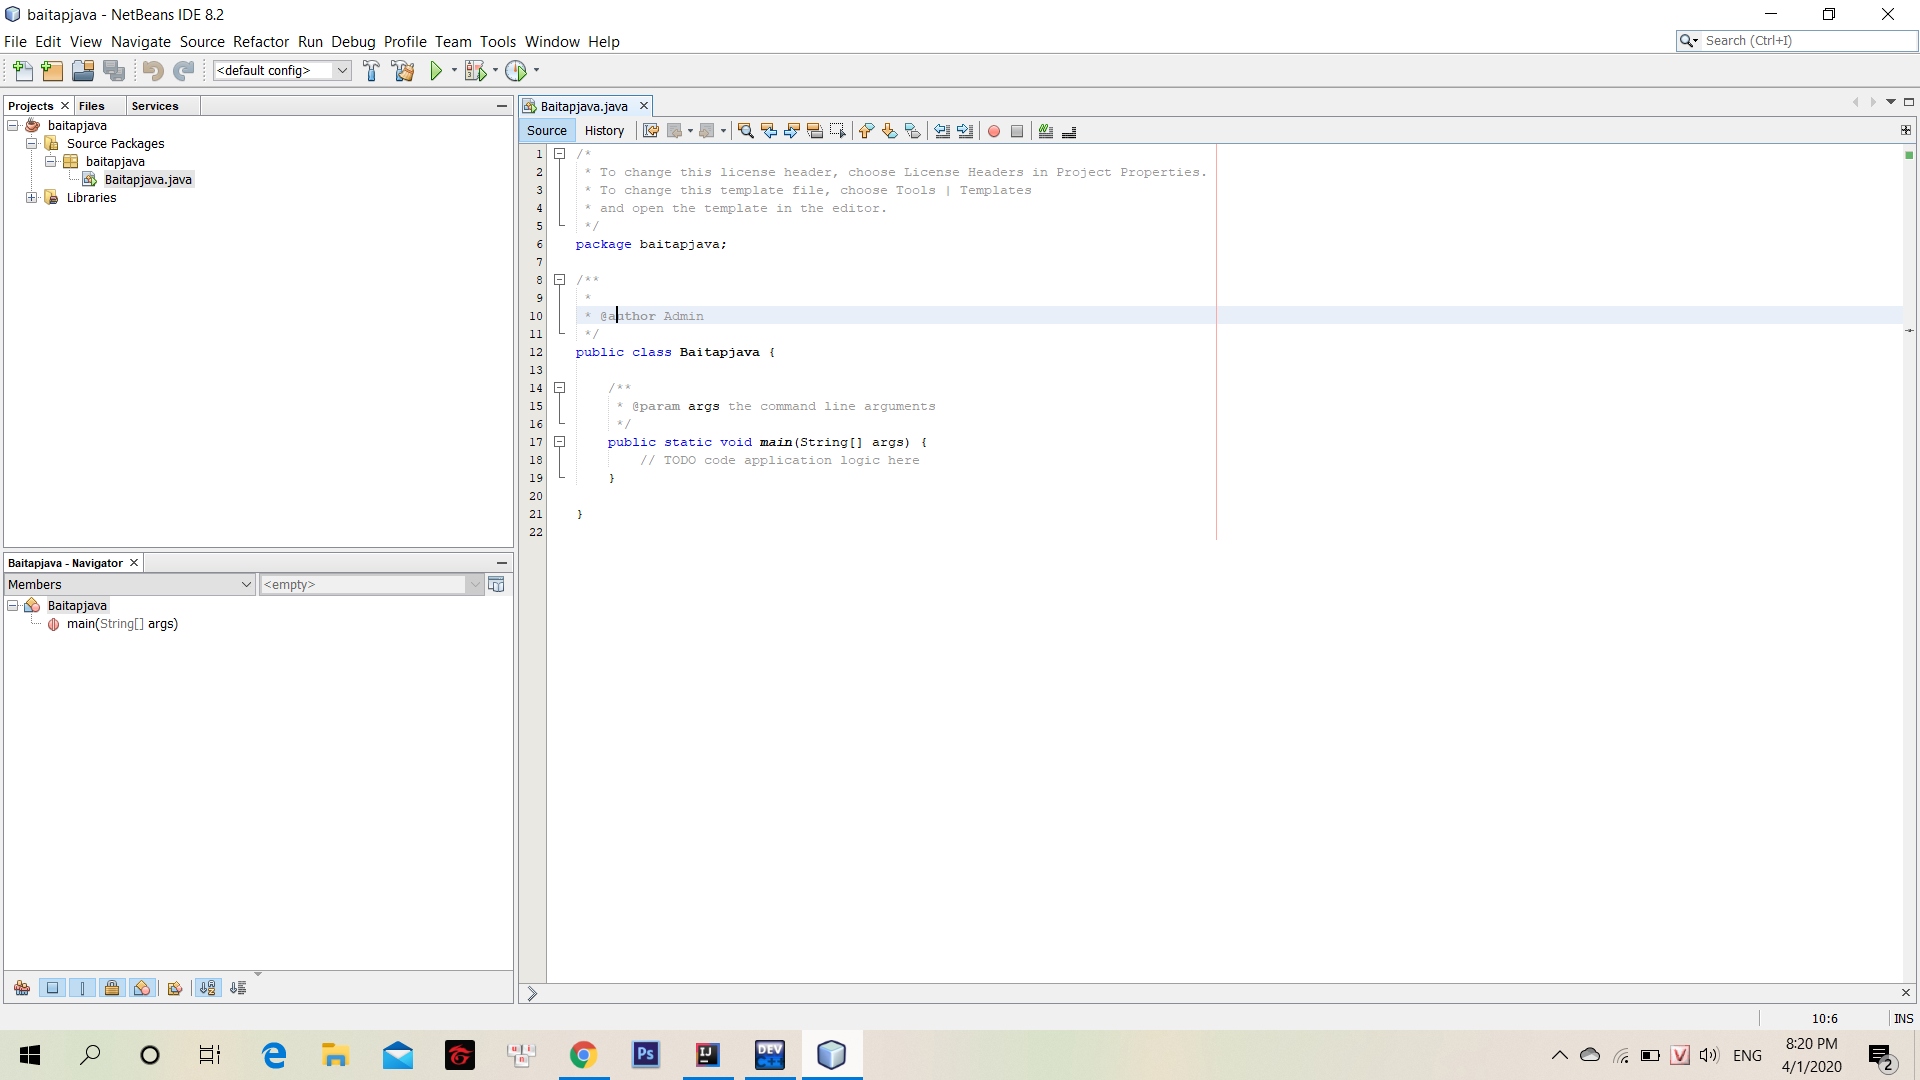 baitapjava - NetBeans IDE 8.2
File Edit View Navigate Source Refactor Run Debug Profile Team Tools Window Help
Search (Ctrl+I)
<default config>
Projects Files Services
baitapjava
Source Packages
baitapjava
Baitapjava.java
Libraries
Baitapjava - Navigator
Members <empty>
Baitapjava
main(String[] args)
Baitapjava.java
Source History
1 /*
2 * To change this license header, choose License Headers in Project Properties.
3 * To change this template file, choose Tools | Templates
4 * and open the template in the editor.
5 */
6 package baitapjava;
7
8 /**
9 *
10 * @author Admin
11 */
12 public class Baitapjava {
13
14 /**
15 * @param args the command line arguments
16 */
17 public static void main(String[] args) {
18 // TODO code application logic here
19 }
20
21 }
22
10:6 INS
Ps
IJ
DEV C++
V
ENG
8:20 PM
4/1/2020
2